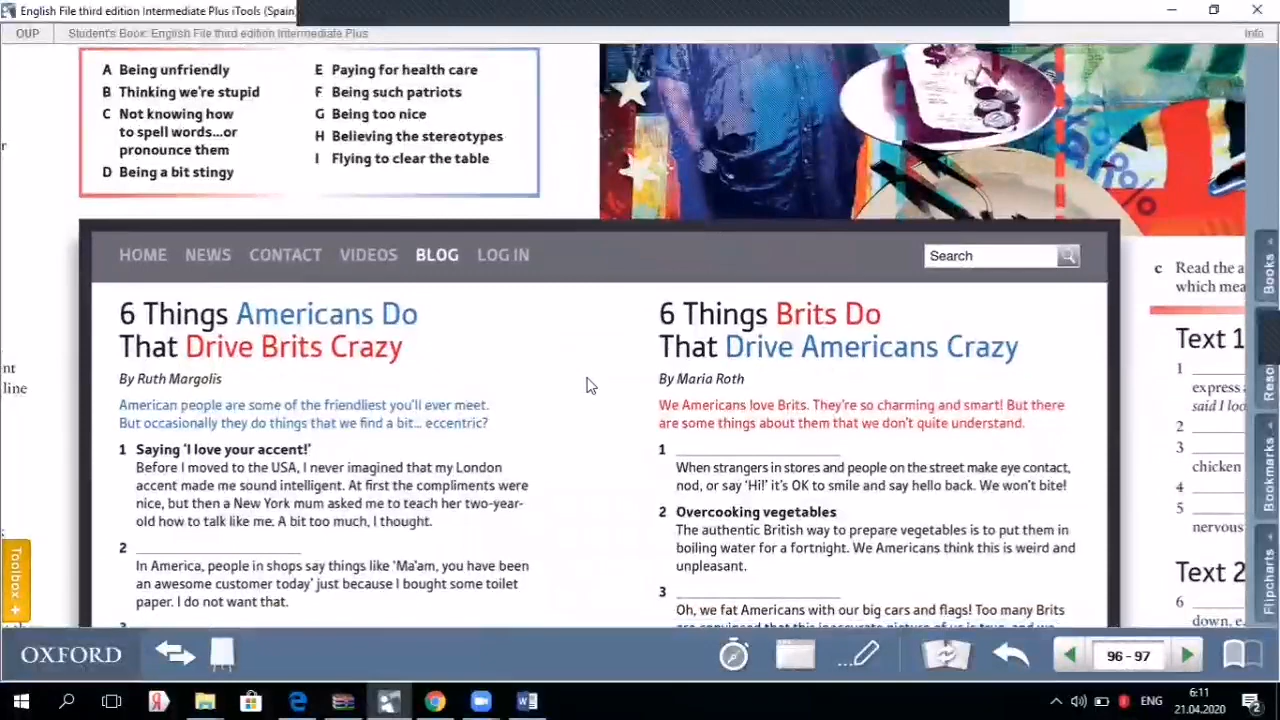 English File third edition Intermediate Plus iTools (Spain)
OUP Student's Book: English File third edition Intermediate Plus Info
A Being unfriendly
B Thinking we're stupid
C Not knowing how
to spell words...or
pronounce them
D Being a bit stingy
E Paying for health care
F Being such patriots
G Being too nice
H Believing the stereotypes
I Flying to clear the table
HOME NEWS CONTACT VIDEOS BLOG LOG IN
Search
6 Things Americans Do
That Drive Brits Crazy
By Ruth Margolis
American people are some of the friendliest you'll ever meet.
But occasionally they do things that we find a bit... eccentric?
1 Saying 'I love your accent!'
Before I moved to the USA, I never imagined that my London
accent made me sound intelligent. At first the compliments were
nice, but then a New York mum asked me to teach her two-year-
old how to talk like me. A bit too much, I thought.
2
In America, people in shops say things like 'Ma'am, you have been
an awesome customer today' just because I bought some toilet
paper. I do not want that.
6 Things Brits Do
That Drive Americans Crazy
By Maria Roth
We Americans love Brits. They're so charming and smart! But there
are some things about them that we don't quite understand.
1
When strangers in stores and people on the street make eye contact,
nod, or say 'Hi!' it's OK to smile and say hello back. We won't bite!
2 Overcooking vegetables
The authentic British way to prepare vegetables is to put them in
boiling water for a fortnight. We Americans think this is weird and
unpleasant.
3
Oh, we fat Americans with our big cars and flags! Too many Brits
c Read the a
which mea
Text 1
1
express a
said I loo
2
3
chicken
4
5
nervous
Text 2
6
down, e.
nt
line
Toolbox +
Books
Bookmarks
Flipcharts
OXFORD
96 - 97
ENG
6:11
21.04.2020
2